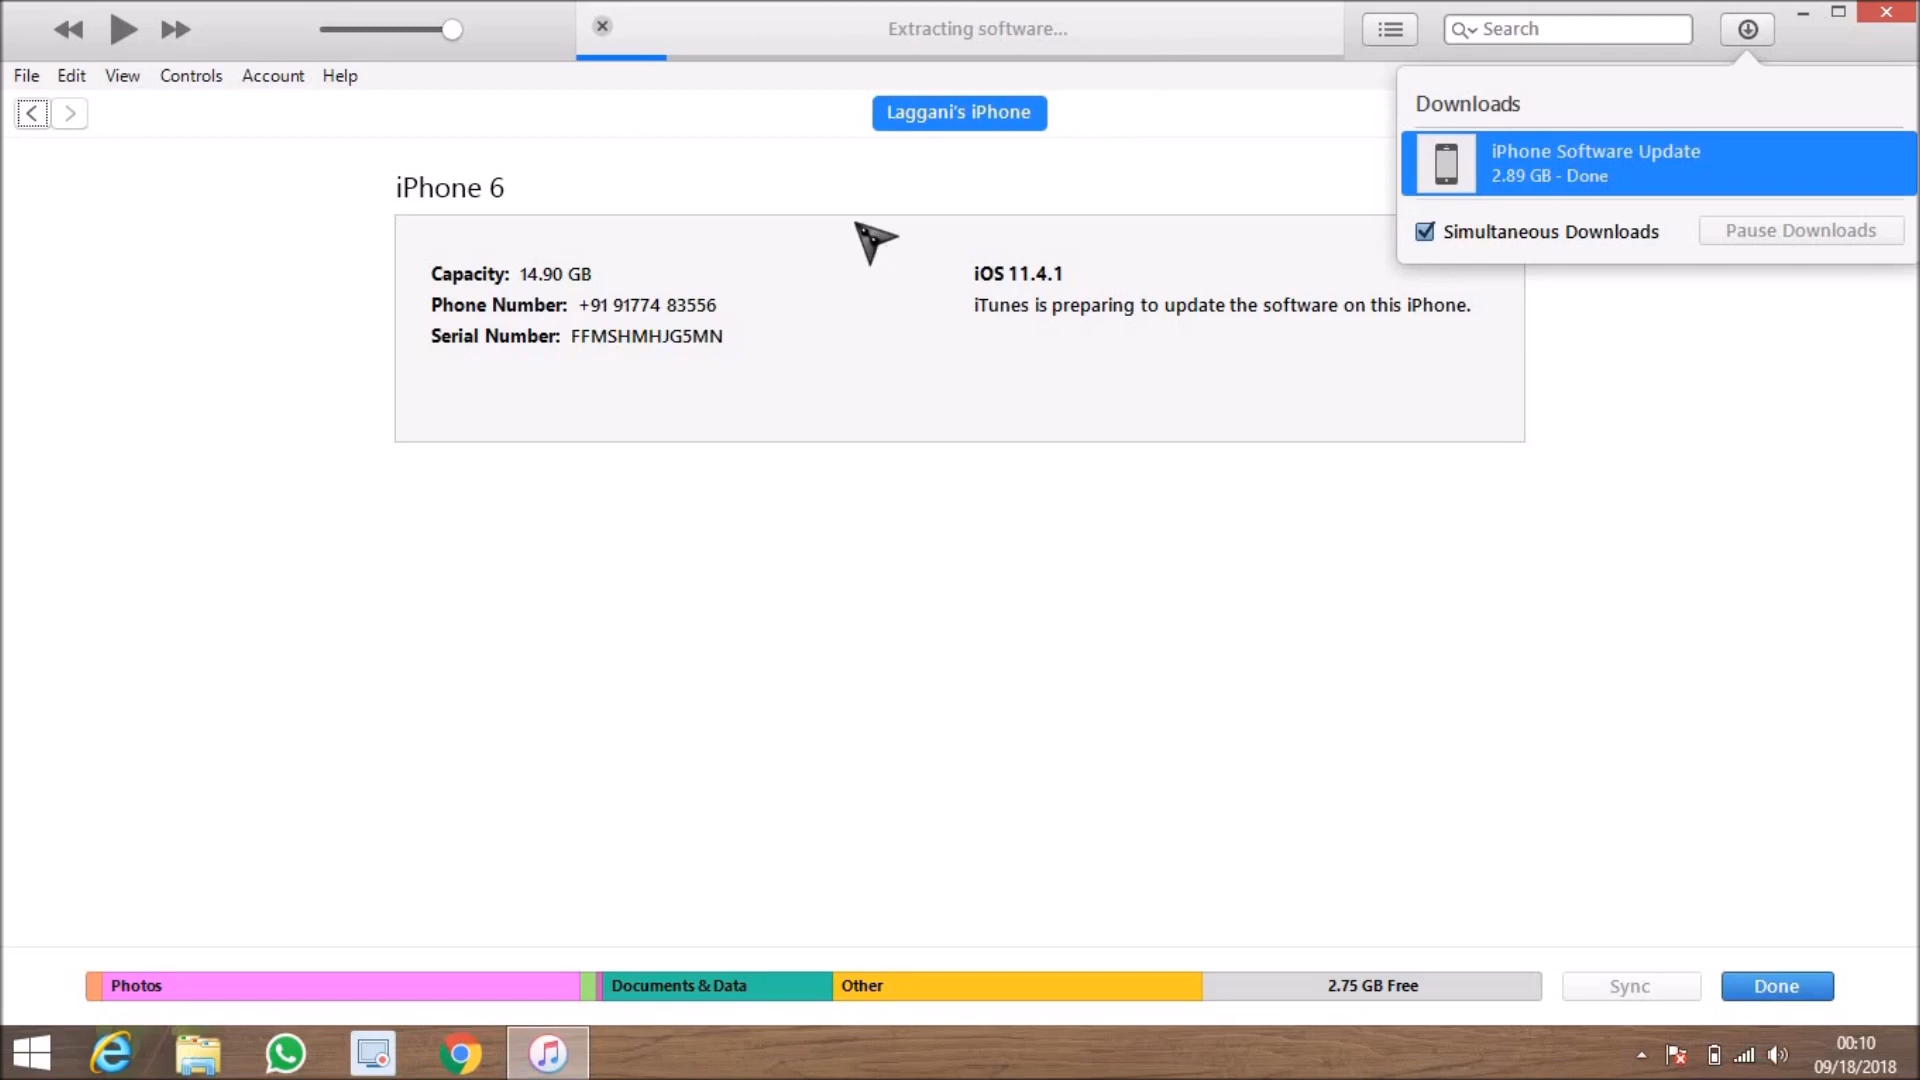 Extracting software...
Search
File Edit View Controls Account Help
Laggani's iPhone
Downloads
iPhone Software Update
2.89 GB - Done
Simultaneous Downloads
Pause Downloads
iPhone 6
Capacity: 14.90 GB
Phone Number: +91 91774 83556
Serial Number: FFMSHMHJG5MN
iOS 11.4.1
iTunes is preparing to update the software on this iPhone.
Photos
Documents & Data
Other
2.75 GB Free
Sync
Done
00:10
09/18/2018